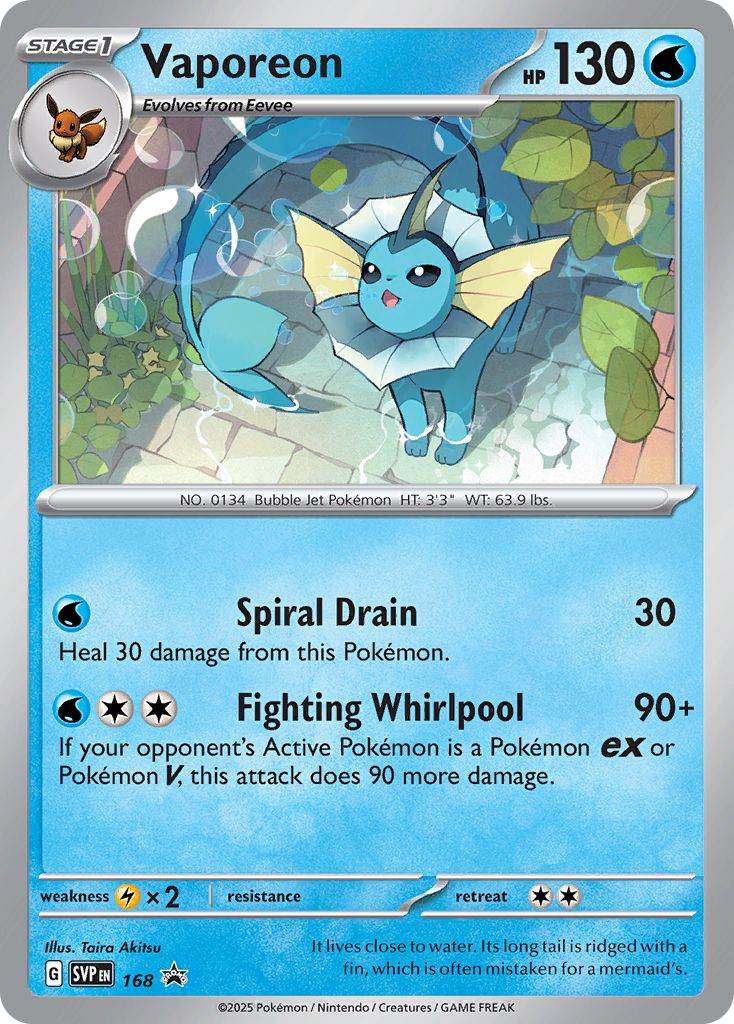 STAGE 1
Vaporeon
HP 130
Evolves from Eevee
NO. 0134 Bubble Jet Pokémon HT: 3'3" WT: 63.9 lbs.
Spiral Drain 30
Heal 30 damage from this Pokémon.
Fighting Whirlpool 90+
If your opponent's Active Pokémon is a Pokémon ex or
Pokémon V, this attack does 90 more damage.
weakness ×2 resistance retreat
Illus. Taira Akitsu
It lives close to water. Its long tail is ridged with a
fin, which is often mistaken for a mermaid's.
G SVP EN 168 PROMO
©2025 Pokémon / Nintendo / Creatures / GAME FREAK